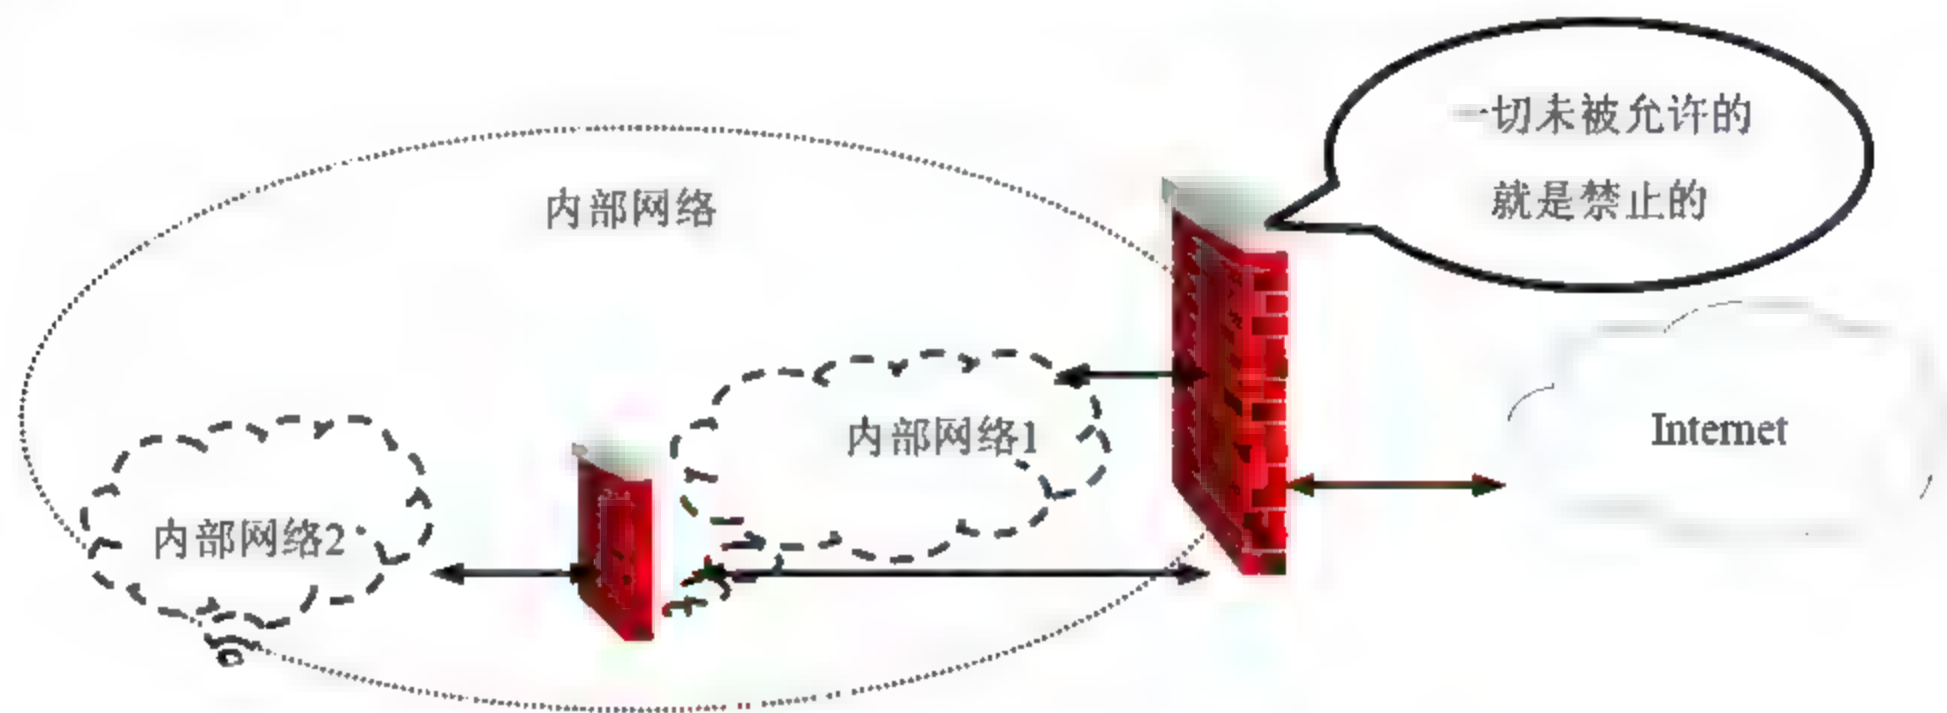 一切未被允许的
就是禁止的
内部网络
内部网络1
Internet
内部网络2